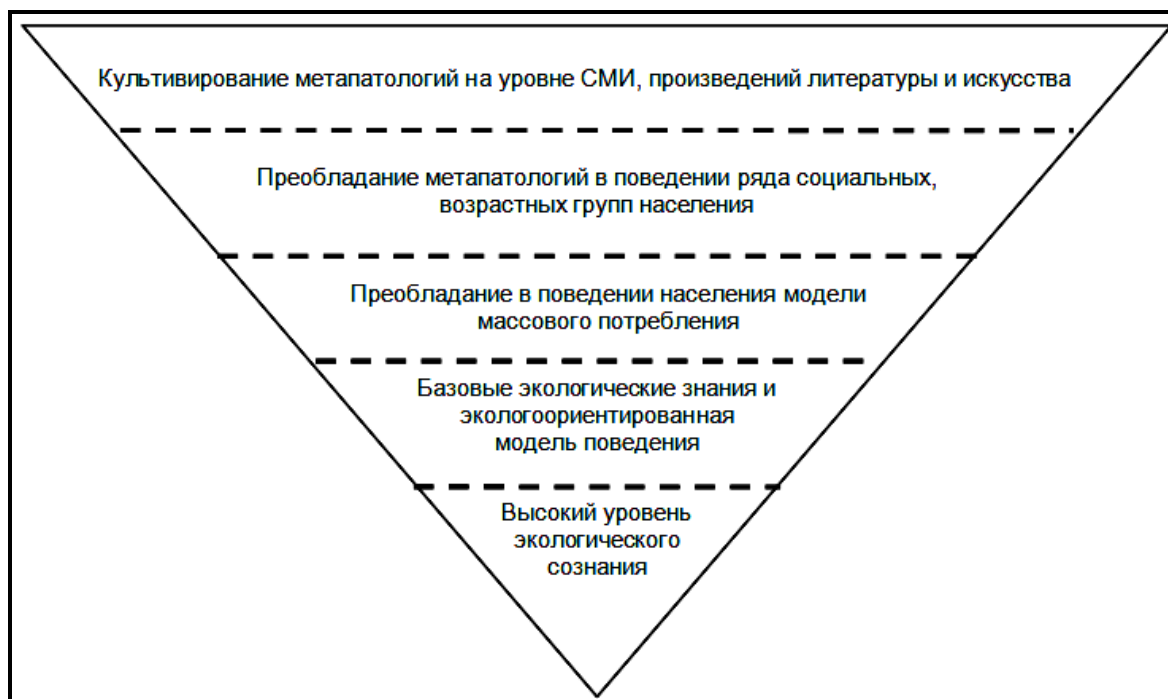 Культивирование метапатологий на уровне СМИ, произведений литературы и искусства
Преобладание метапатологий в поведении ряда социальных,
возрастных групп населения
Преобладание в поведении населения модели
массового потребления
Базовые экологические знания и
экологоориентированная
модель поведения
Высокий уровень
экологического
сознания